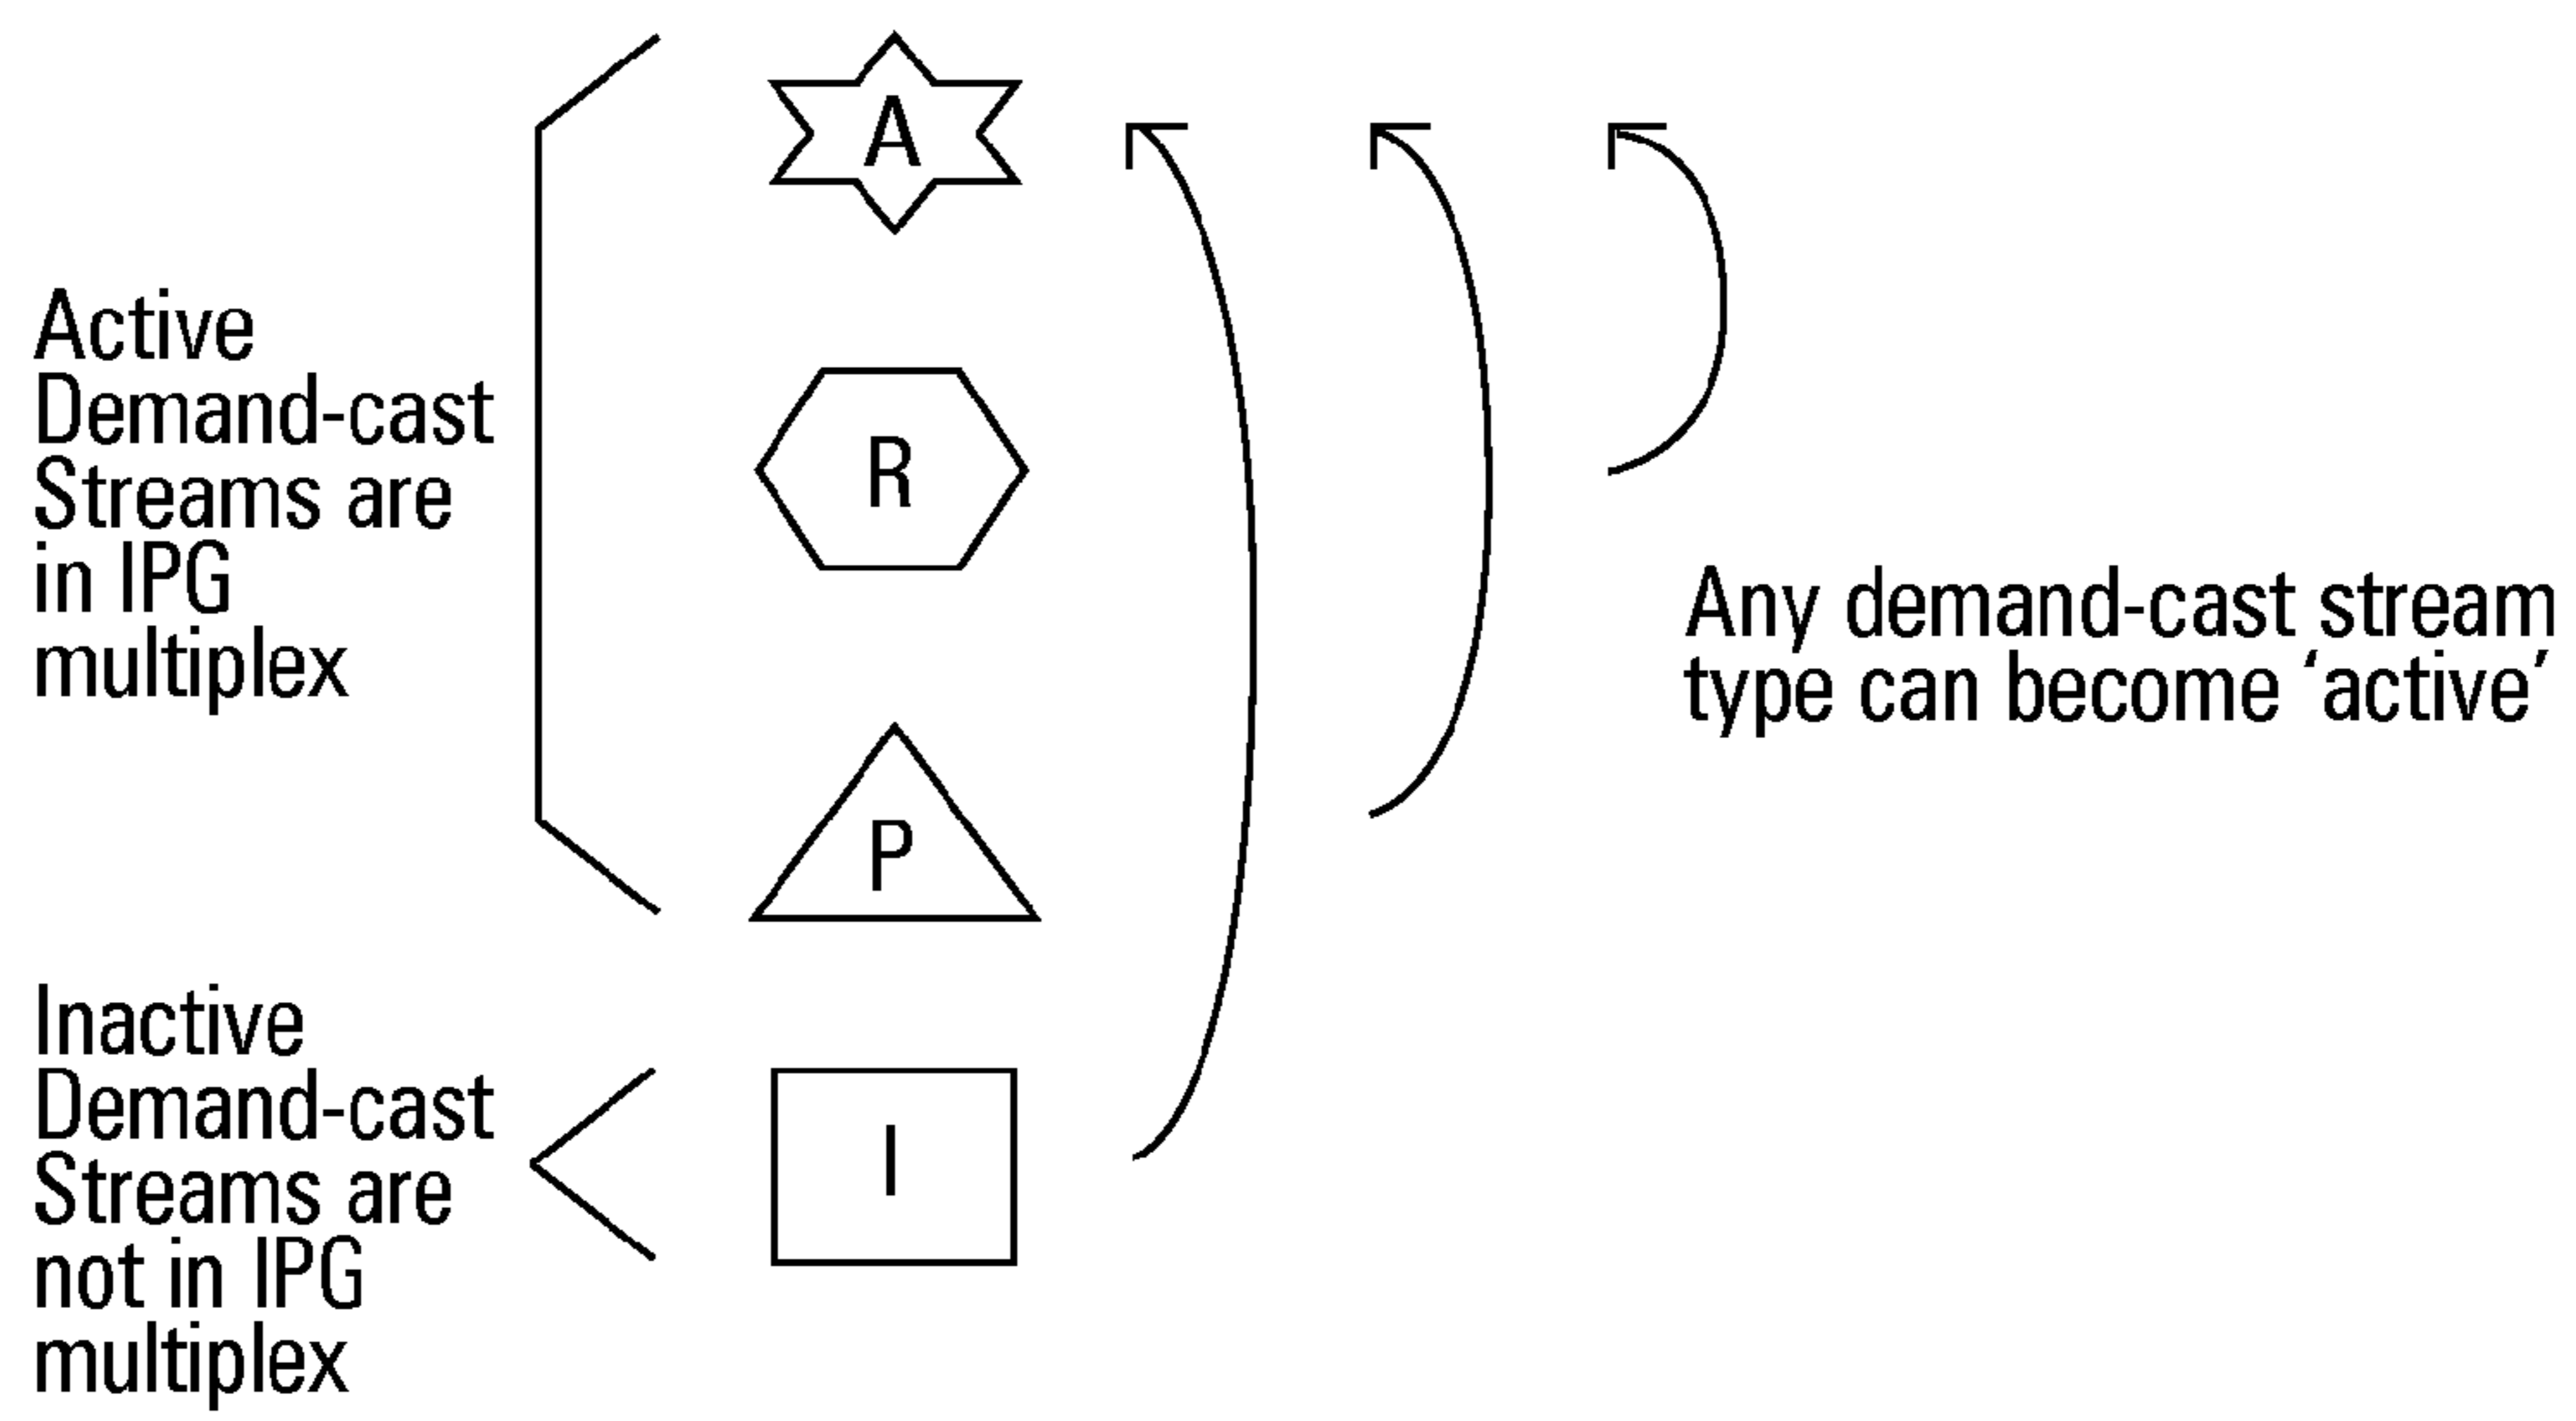 A
Active
Demand-cast
Streams are
in IPG
multiplex
R
Any demand-cast stream
type can become ‘active’
P
Inactive
Demand-cast
Streams are
not in IPG
multiplex
I